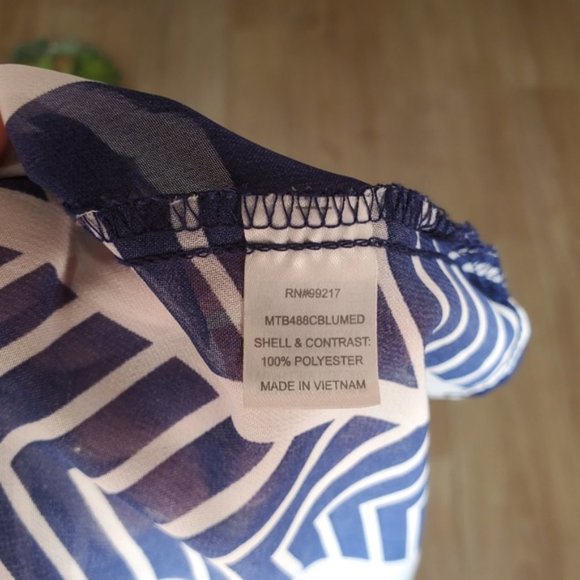 RN#99217
MTB488CBLUMED
SHELL & CONTRAST:
100% POLYESTER
MADE IN VIETNAM